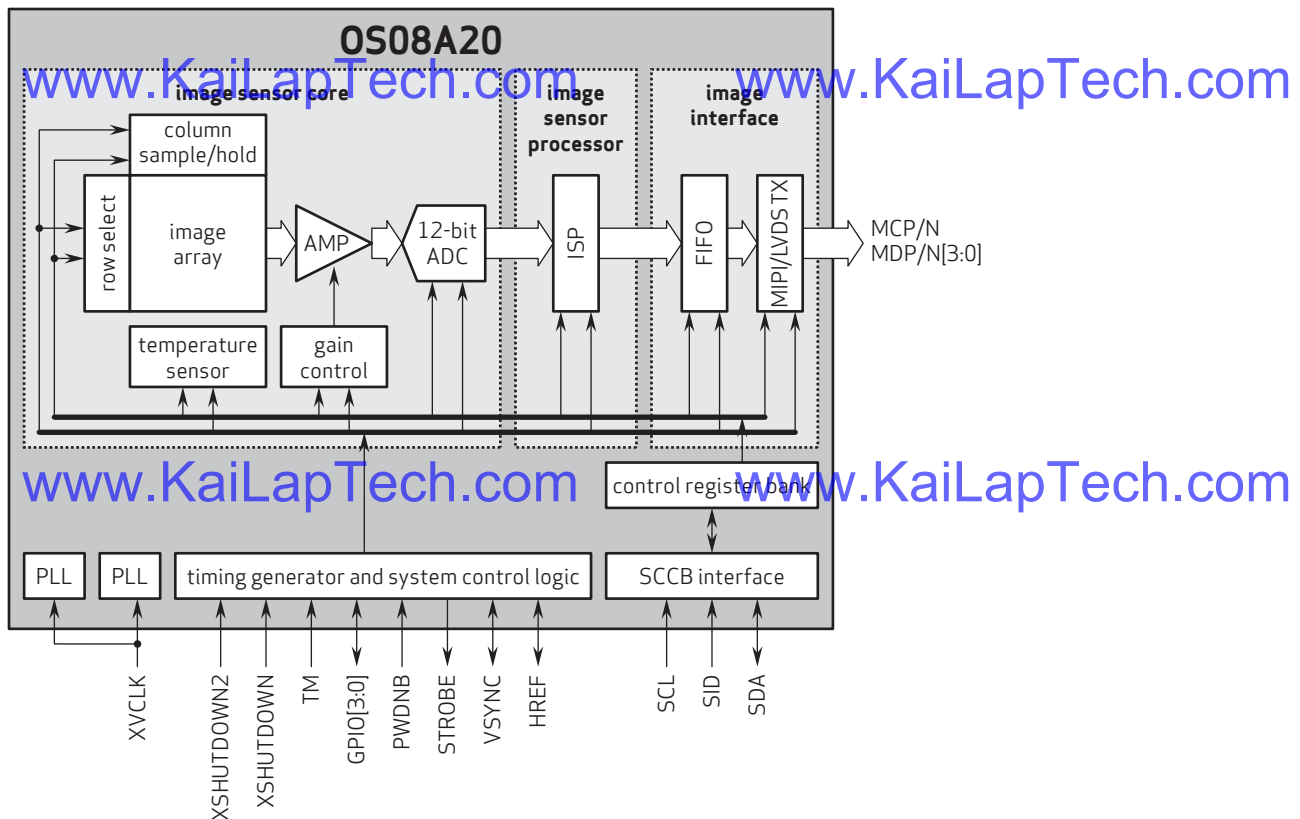 OS08A20
www.KaiLapTech.com
www.KaiLapTech.com
image sensor core
image
sensor
processor
image
interface
column
sample/hold
row select
image
array
AMP
12-bit
ADC
ISP
FIFO
MIPI/LVDS TX
MCP/N
MDP/N[3:0]
temperature
sensor
gain
control
www.KaiLapTech.com
www.KaiLapTech.com
control register bank
PLL
PLL
timing generator and system control logic
SCCB interface
XVCLK
XSHUTDOWN2
XSHUTDOWN
TM
GPIO[3:0]
PWDNB
STROBE
VSYNC
HREF
SCL
SID
SDA